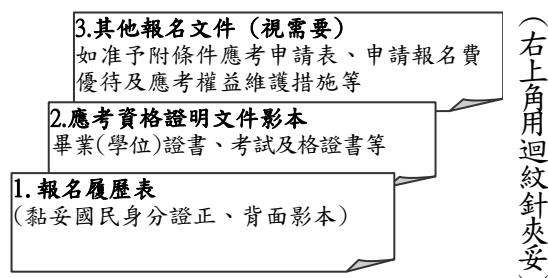 3.其他報名文件（視需要）
如准予附條件應考申請表、申請報名費
優待及應考權益維護措施等
2.應考資格證明文件影本
畢業(學位)證書、考試及格證書等
1.報名履歷表
(黏妥國民身分證正、背面影本)
（右上角用迴紋針夾妥）